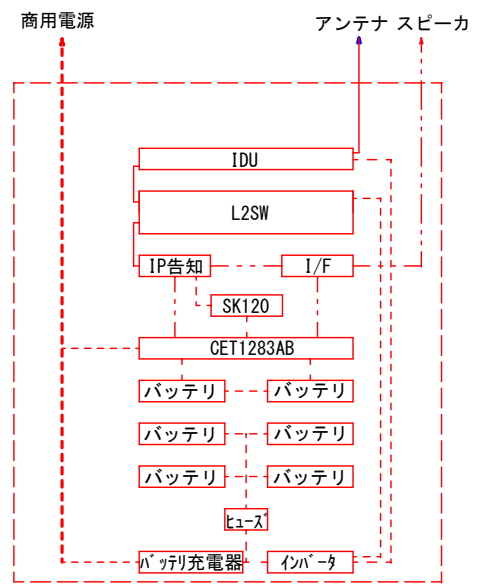 商用電源
アンテナ スピーカ
IDU
L2SW
IP告知 I/F
SK120
CET1283AB
バッテリ バッテリ
バッテリ バッテリ
バッテリ バッテリ
ﾋｭｰｽﾞ
ﾊﾞｯﾃﾘ充電器 ｲﾝﾊﾞｰﾀ